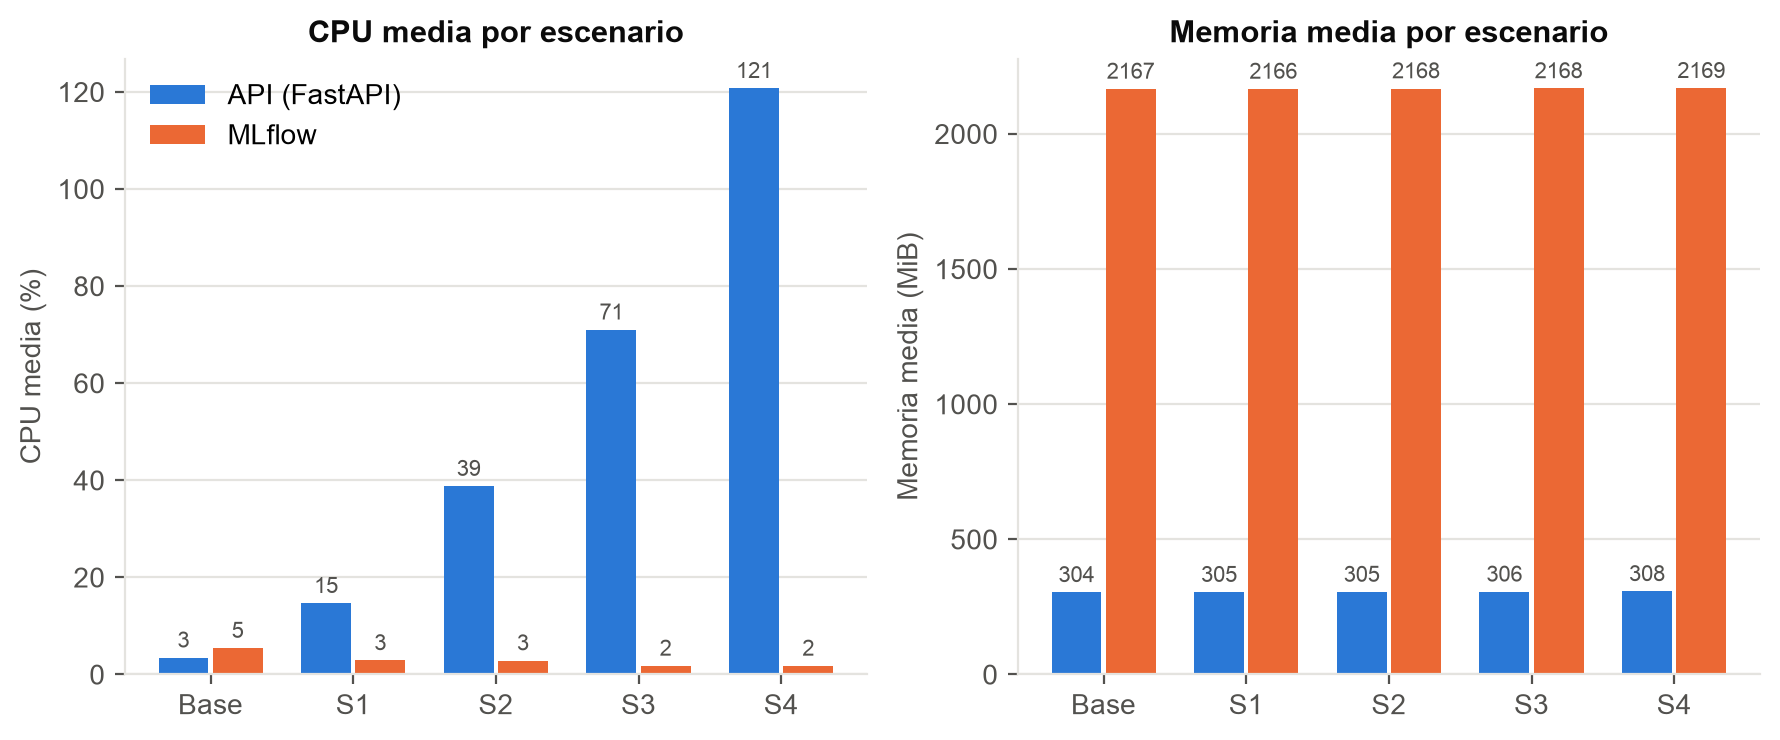 CPU media por escenario
CPU media (%)
120
100
80
60
40
20
0
API (FastAPI)
MLflow
3
5
15
3
39
3
71
2
121
2
Base
S1
S2
S3
S4
Memoria media por escenario
Memoria media (MiB)
2000
1500
1000
500
0
304
2167
305
2166
305
2168
306
2168
308
2169
Base
S1
S2
S3
S4